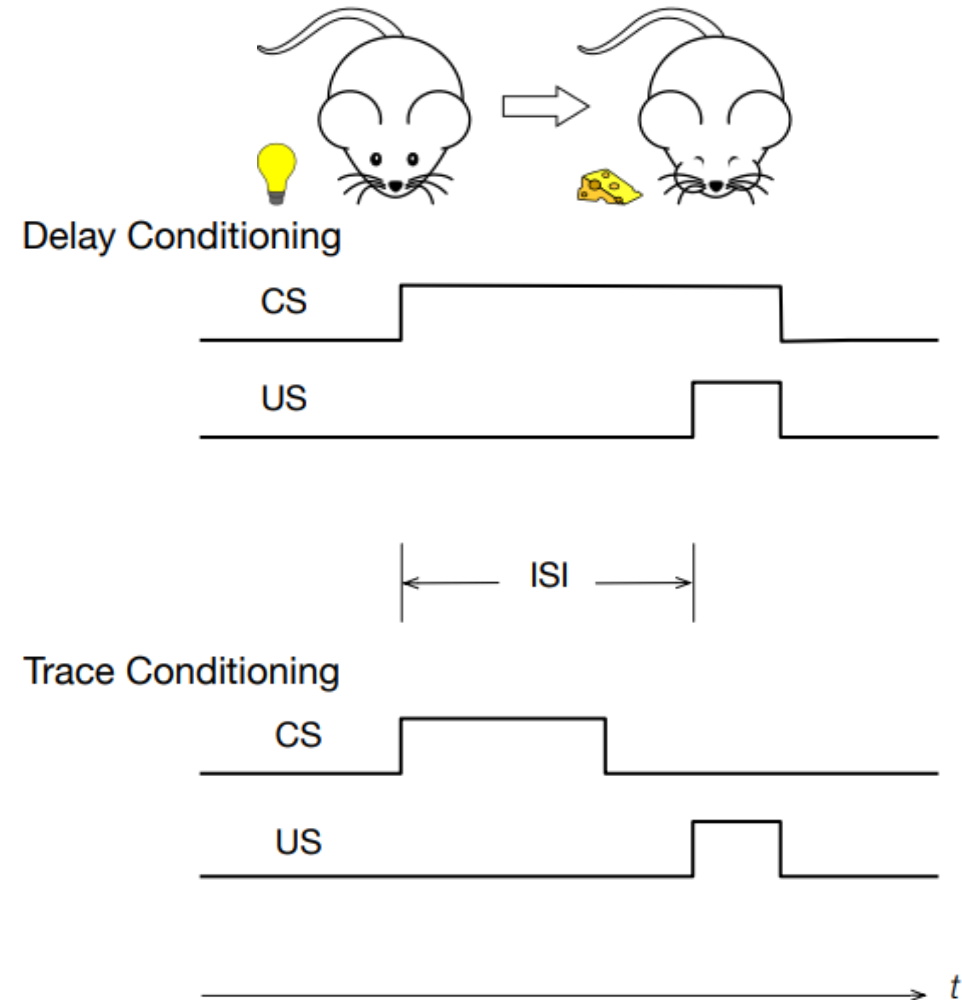 Delay Conditioning
CS
US
ISI
Trace Conditioning
CS
US
t